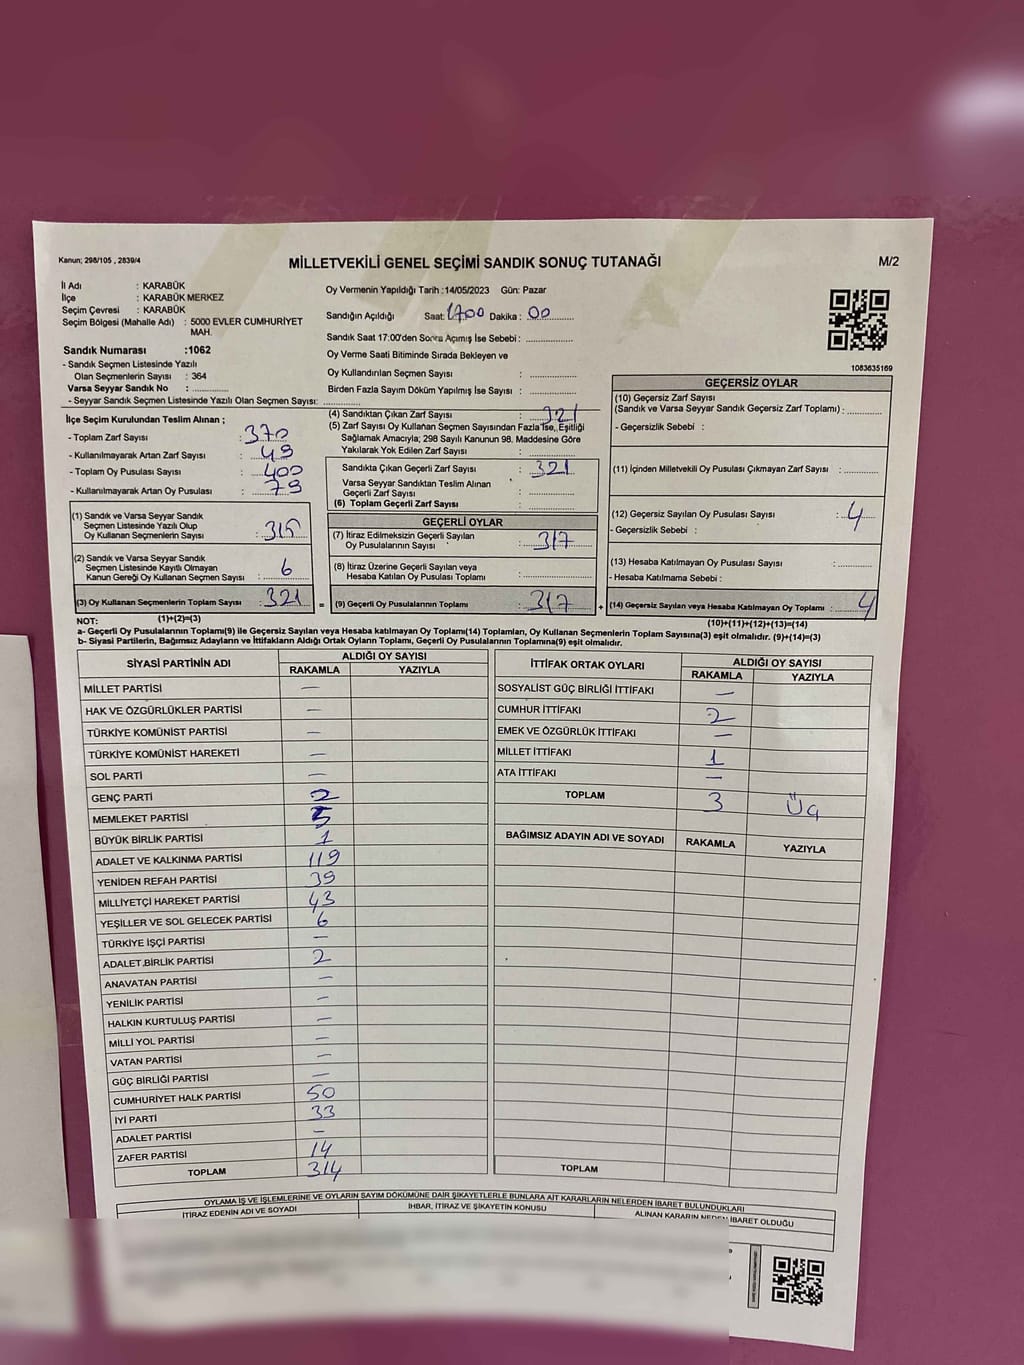 Kanun; 298/105 , 2839/4
MİLLETVEKİLİ GENEL SEÇİMİ SANDIK SONUÇ TUTANAĞI
M/2
İl Adı : KARABÜK
İlçe : KARABÜK MERKEZ
Seçim Çevresi : KARABÜK
Seçim Bölgesi (Mahalle Adı) : 5000 EVLER CUMHURİYET
MAH.
Sandık Numarası :1062
- Sandık Seçmen Listesinde Yazılı
Olan Seçmenlerin Sayısı : 364
Varsa Seyyar Sandık No :
- Seyyar Sandık Seçmen Listesinde Yazılı Olan Seçmen Sayısı:
Oy Vermenin Yapıldığı Tarih :14/05/2023 Gün: Pazar
Sandığın Açıldığı Saat: 1700 Dakika : 00
Sandık Saat 17:00'den Sonra Açımış İse Sebebi :
Oy Verme Saati Bitiminde Sırada Bekleyen ve
Oy Kullandırılan Seçmen Sayısı :
Birden Fazla Sayım Döküm Yapılmış İse Sayısı :
1083635169
İlçe Seçim Kurulundan Teslim Alınan ;
- Toplam Zarf Sayısı : 370
- Kullanılmayarak Artan Zarf Sayısı : 49
- Toplam Oy Pusulası Sayısı : 400
- Kullanılmayarak Artan Oy Pusulası : 79
(1) Sandık ve Varsa Seyyar Sandık
Seçmen Listesinde Yazılı Olup
Oy Kullanan Seçmenlerin Sayısı : 315
(2) Sandık ve Varsa Seyyar Sandık
Seçmen Listesinde Kayıtlı Olmayan
Kanun Gereği Oy Kullanan Seçmen Sayısı : 6
(3) Oy Kullanan Seçmenlerin Toplam Sayısı : 321
(4) Sandıktan Çıkan Zarf Sayısı : 321
(5) Zarf Sayısı Oy Kullanan Seçmen Sayısından Fazla İse, Eşitliği
Sağlamak Amacıyla; 298 Sayılı Kanunun 98. Maddesine Göre
Yakılarak Yok Edilen Zarf Sayısı :
Sandıkta Çıkan Geçerli Zarf Sayısı : 321
Varsa Seyyar Sandıktan Teslim Alınan
Geçerli Zarf Sayısı :
(6) Toplam Geçerli Zarf Sayısı :
GEÇERLİ OYLAR
(7) İtiraz Edilmeksizin Geçerli Sayılan
Oy Pusulalarının Sayısı : 317
(8) İtiraz Üzerine Geçerli Sayılan veya
Hesaba Katılan Oy Pusulası Toplamı :
= (9) Geçerli Oy Pusulalarının Toplamı : 317 +
GEÇERSİZ OYLAR
(10) Geçersiz Zarf Sayısı
(Sandık ve Varsa Seyyar Sandık Geçersiz Zarf Toplamı) :
- Geçersizlik Sebebi :
(11) İçinden Milletvekili Oy Pusulası Çıkmayan Zarf Sayısı :
(12) Geçersiz Sayılan Oy Pusulası Sayısı : 4
- Geçersizlik Sebebi :
(13) Hesaba Katılmayan Oy Pusulası Sayısı :
- Hesaba Katılmama Sebebi :
(14) Geçersiz Sayılan veya Hesaba Katılmayan Oy Toplamı : 4
NOT: (1)+(2)=(3) (10)+(11)+(12)+(13)=(14)
a- Geçerli Oy Pusulalarının Toplamı(9) ile Geçersiz Sayılan veya Hesaba katılmayan Oy Toplamı(14) Toplamları, Oy Kullanan Seçmenlerin Toplam Sayısına(3) eşit olmalıdır. (9)+(14)=(3)
b- Siyasi Partilerin, Bağımsız Adayların ve İttifakların Aldığı Ortak Oyların Toplamı, Geçerli Oy Pusulalarının Toplamına(9) eşit olmalıdır.
SİYASİ PARTİNİN ADI ALDIĞI OY SAYISI
RAKAMLA YAZIYLA
MİLLET PARTİSİ —
HAK VE ÖZGÜRLÜKLER PARTİSİ —
TÜRKİYE KOMÜNİST PARTİSİ —
TÜRKİYE KOMÜNİST HAREKETİ —
SOL PARTİ —
GENÇ PARTİ 2
MEMLEKET PARTİSİ 5
BÜYÜK BİRLİK PARTİSİ 1
ADALET VE KALKINMA PARTİSİ 119
YENİDEN REFAH PARTİSİ 39
MİLLİYETÇİ HAREKET PARTİSİ 43
YEŞİLLER VE SOL GELECEK PARTİSİ 6
TÜRKİYE İŞÇİ PARTİSİ —
ADALET BİRLİK PARTİSİ 2
ANAVATAN PARTİSİ —
YENİLİK PARTİSİ —
HALKIN KURTULUŞ PARTİSİ —
MİLLİ YOL PARTİSİ —
VATAN PARTİSİ —
GÜÇ BİRLİĞİ PARTİSİ —
CUMHURİYET HALK PARTİSİ 50
İYİ PARTİ 33
ADALET PARTİSİ —
ZAFER PARTİSİ 14
TOPLAM 314
İTTİFAK ORTAK OYLARI ALDIĞI OY SAYISI
RAKAMLA YAZIYLA
SOSYALİST GÜÇ BİRLİĞİ İTTİFAKI —
CUMHUR İTTİFAKI 2
EMEK VE ÖZGÜRLÜK İTTİFAKI —
MİLLET İTTİFAKI 1
ATA İTTİFAKI —
TOPLAM 3 Üç
BAĞIMSIZ ADAYIN ADI VE SOYADI RAKAMLA YAZIYLA
TOPLAM
OYLAMA İŞ VE İŞLEMLERİNE VE OYLARIN SAYIM DÖKÜMÜNE DAİR ŞİKAYETLERLE BUNLARA AİT KARARLARIN NELERDEN İBARET BULUNDUKLARI
İTİRAZ EDENİN ADI VE SOYADI İHBAR, İTİRAZ VE ŞİKAYETİN KONUSU ALINAN KARARIN NEDEN İBARET OLDUĞU